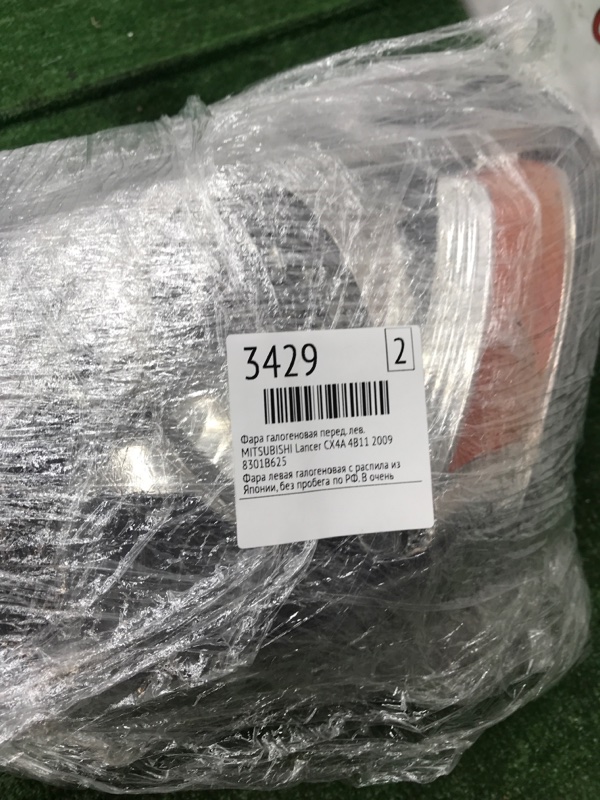 3429
2
Фара галогеновая перед. лев.
MITSUBISHI Lancer CX4A 4B11 2009
8301B625
Фара левая галогеновая с распила из
Японии, без пробега по РФ. В очень